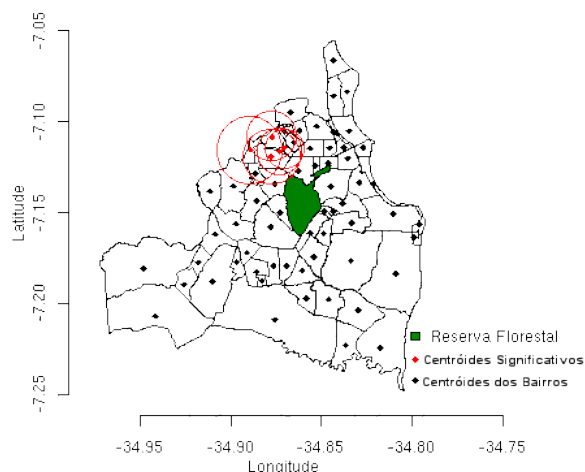 -7.05
-7.10
-7.15
-7.20
-7.25
Latitude
Reserva Florestal
Centróides Significativos
Centróides dos Bairros
-34.95 -34.90 -34.85 -34.80 -34.75
Longitude